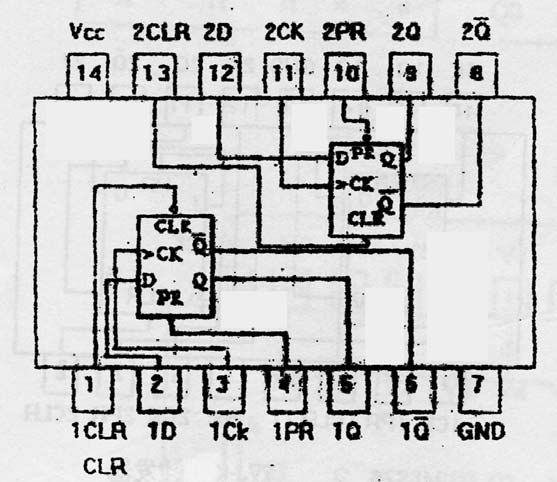 Vcc 2CLR 2D 2CK 2PR 2Q 2Q̅
14 13 12 11 10 9 8
D PR Q
>CK
CLR Q̅
CLR
>CK Q̅
D Q
PR
1 2 3 4 5 6 7
1CLR 1D 1Ck 1PR 1Q 1Q̅ GND
CLR